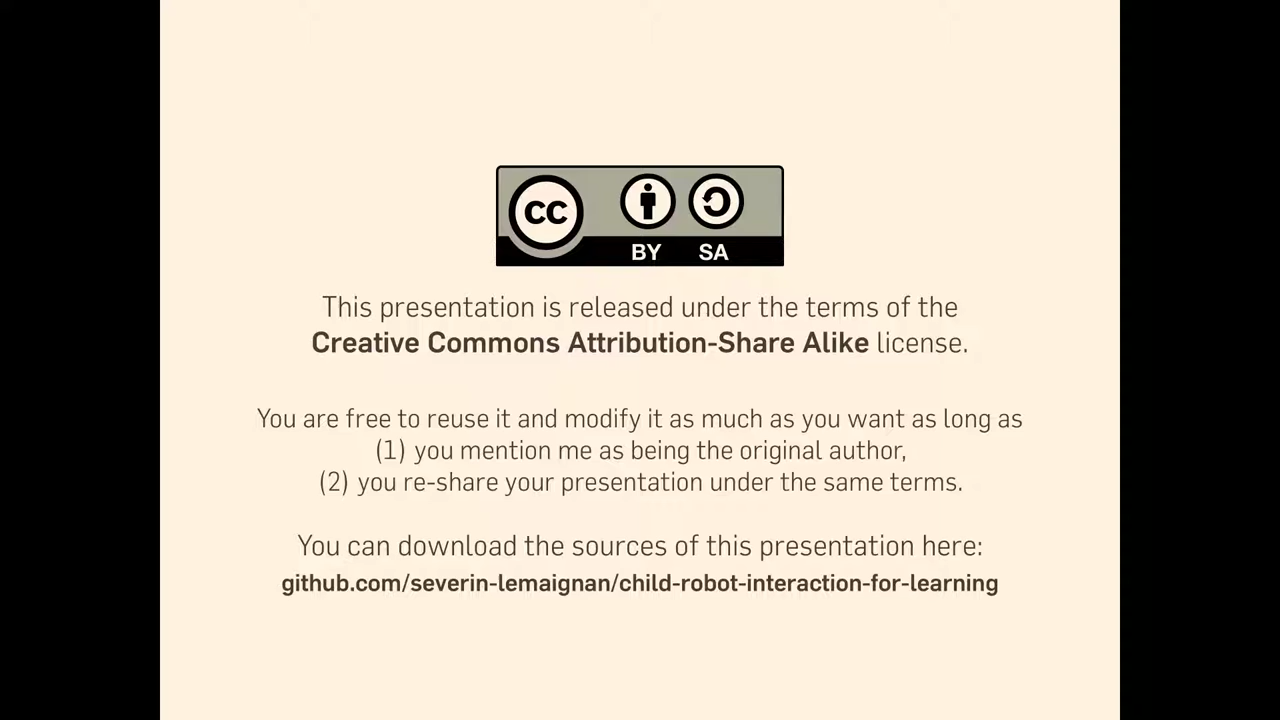 CC
BY SA
This presentation is released under the terms of the
Creative Commons Attribution-Share Alike license.
You are free to reuse it and modify it as much as you want as long as
(1) you mention me as being the original author,
(2) you re-share your presentation under the same terms.
You can download the sources of this presentation here:
github.com/severin-lemaignan/child-robot-interaction-for-learning